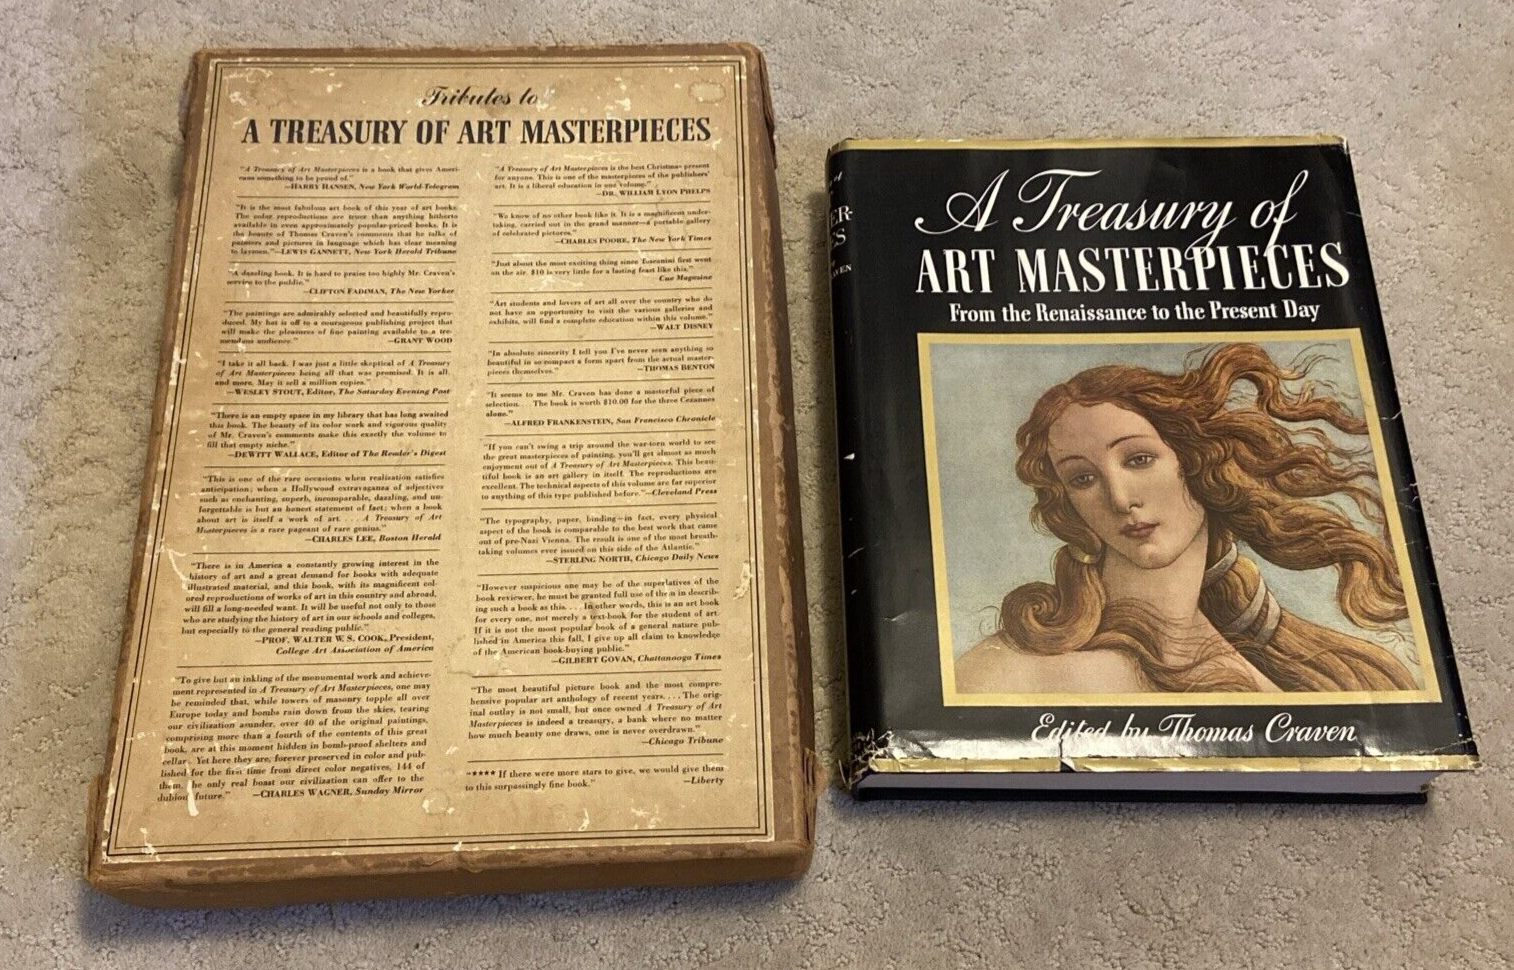 Tributes to
A TREASURY OF ART MASTERPIECES
"A Treasury of Art Masterpieces is a book that gives Ameri-
cans something to be proud of."
—HARRY HANSEN, New York World-Telegram
"It is the most fabulous art book of this year of art books.
The color reproductions are truer than anything hitherto
available in even approximately popular-priced books. It is
the beauty of Thomas Craven's comments that he talks of
painters and pictures in language which has clear meaning
to laymen."—LEWIS GANNETT, New York Herald Tribune
"A dazzling book. It is hard to praise too highly Mr. Craven's
service to the public."
—CLIFTON FADIMAN, The New Yorker
"The paintings are admirably selected and beautifully repro-
duced. My hat is off to a courageous publishing project that
will make the pleasures of fine painting available to a tre-
mendous audience."
—GRANT WOOD
"I take it all back. I was just a little skeptical of A Treasury
of Art Masterpieces being all that was promised. It is all
and more. May it sell a million copies."
—WESLEY STOUT, Editor, The Saturday Evening Post
"There is an empty space in my library that has long awaited
this book. The beauty of its color work and vigorous quality
of Mr. Craven's comments make this exactly the volume to
fill that empty niche."
—DEWITT WALLACE, Editor of The Reader's Digest
"This is one of the rare occasions when realization satisfies
anticipation; when a Hollywood extravaganza of adjectives
such as enchanting, superb, incomparable, dazzling, and un-
forgettable is but an honest statement of fact; when a book
about art is itself a work of art. . . . A Treasury of Art
Masterpieces is a rare pageant of rare genius."
—CHARLES LEE, Boston Herald
"There is in America a constantly growing interest in the
history of art and a great demand for books with adequate
illustrated material, and this book, with its magnificent col-
ored reproductions of works of art in this country and abroad,
will fill a long-needed want. It will be useful not only to those
who are studying the history of art in our schools and colleges,
but especially to the general reading public."
—PROF. WALTER W. S. COOK, President,
College Art Association of America
"To give but an inkling of the monumental work and achieve-
ment represented in A Treasury of Art Masterpieces, one may
be reminded that, while towers of masonry topple all over
Europe today and bombs rain down from the skies, tearing
our civilisation asunder, over 40 of the original paintings,
comprising more than a fourth of the contents of this great
book, are at this moment hidden in bomb-proof shelters and
cellar. Yet here they are, forever preserved in color and pub-
lished for the first time from direct color negatives, 144 of
them, the only real boast our civilization can offer to the
dubious future."
—CHARLES WAGNER, Sunday Mirror
"A Treasury of Art Masterpieces is the best Christmas present
for anyone. This is one of the masterpieces of the publishers'
art. It is a liberal education in one volume."
—DR. WILLIAM LYON PHELPS
"We know of no other book like it. It is a magnificent under-
taking, carried out in the grand manner—a portable gallery
of celebrated pictures."
—CHARLES POORE, The New York Times
"Just about the most exciting thing since Toscanini first went
on the air. $10 is very little for a lasting feast like this."
Cue Magazine
"Art students and lovers of art all over the country who do
not have an opportunity to visit the various galleries and
exhibits, will find a complete education within this volume."
—WALT DISNEY
"In absolute sincerity I tell you I've never seen anything so
beautiful in so compact a form apart from the actual master-
pieces themselves."
—THOMAS BENTON
"It seems to me Mr. Craven has done a masterful piece of
selection. . . . The book is worth $10.00 for the three Cezannes
alone."
—ALFRED FRANKENSTEIN, San Francisco Chronicle
"If you can't swing a trip around the war-torn world to see
the great masterpieces of painting, you'll get almost as much
enjoyment out of A Treasury of Art Masterpieces. This beau-
tiful book is an art gallery in itself. The reproductions are
excellent. The technical aspects of this volume are far superior
to anything of this type published before."—Cleveland Press
"The typography, paper, binding—in fact, every physical
aspect of the book is comparable to the best work that came
out of pre-Nazi Vienna. The result is one of the most breath-
taking volumes ever issued on this side of the Atlantic."
—STERLING NORTH, Chicago Daily News
"However suspicious one may be of the superlatives of the
book reviewer, he must be granted full use of them in describ-
ing such a book as this. . . . In other words, this is an art book
for every one, not merely a text-book for the student of art.
If it is not the most popular book of a general nature pub-
lished in America this fall, I give up all claim to knowledge
of the American book-buying public."
—GILBERT GOVAN, Chattanooga Times
"The most beautiful picture book and the most compre-
hensive popular art anthology of recent years. . . . The orig-
inal outlay is not small, but once owned A Treasury of Art
Masterpieces is indeed a treasury, a bank where no matter
how much beauty one draws, one is never overdrawn."
—Chicago Tribune
"★★★★ If there were more stars to give, we would give them
to this surpassingly fine book."
—Liberty
A Treasury of
ART MASTERPIECES
From the Renaissance to the Present Day
Edited by Thomas Craven